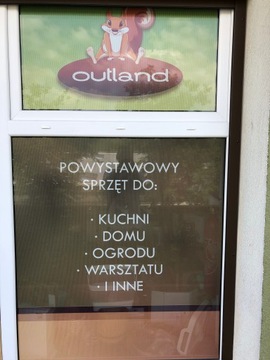 outland
POWYSTAWOWY
SPRZĘT DO:
· KUCHNI
· DOMU
· OGRODU
· WARSZTATU
· I INNE